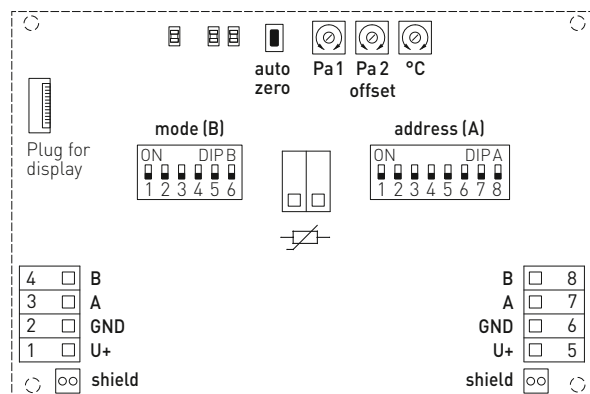 auto
zero
Pa 1 Pa 2 °C
offset
Plug for
display
mode (B)
ON DIP B
1 2 3 4 5 6
address (A)
ON DIP A
1 2 3 4 5 6 7 8
4 B
3 A
2 GND
1 U+
shield
B 8
A 7
GND 6
U+ 5
shield